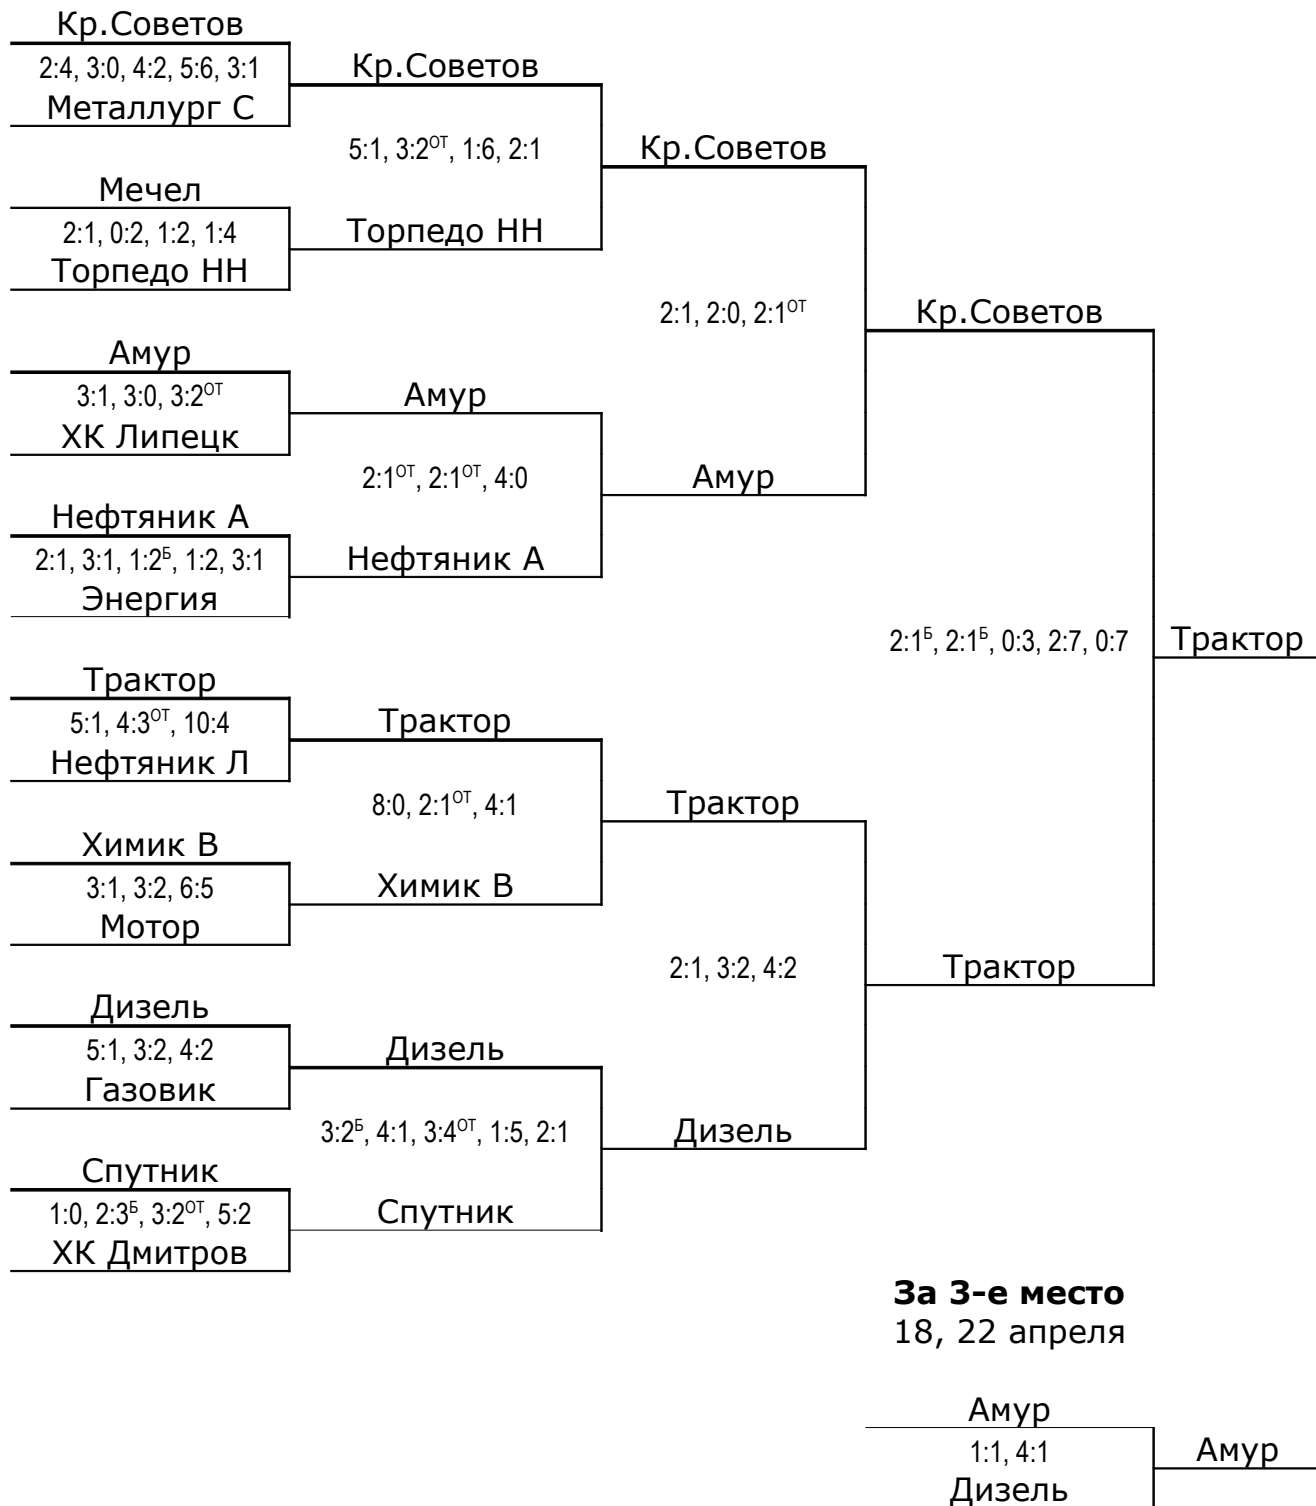 Кр.Советов
2:4, 3:0, 4:2, 5:6, 3:1
Металлург С
Мечел
2:1, 0:2, 1:2, 1:4
Торпедо НН
Амур
3:1, 3:0, 3:2ОТ
ХК Липецк
Нефтяник А
2:1, 3:1, 1:2Б, 1:2, 3:1
Энергия
Трактор
5:1, 4:3ОТ, 10:4
Нефтяник Л
Химик В
3:1, 3:2, 6:5
Мотор
Дизель
5:1, 3:2, 4:2
Газовик
Спутник
1:0, 2:3Б, 3:2ОТ, 5:2
ХК Дмитров
Кр.Советов
5:1, 3:2ОТ, 1:6, 2:1
Торпедо НН
Амур
2:1ОТ, 2:1ОТ, 4:0
Нефтяник А
Трактор
8:0, 2:1ОТ, 4:1
Химик В
Дизель
3:2Б, 4:1, 3:4ОТ, 1:5, 2:1
Спутник
Кр.Советов
2:1, 2:0, 2:1ОТ
Амур
Трактор
2:1, 3:2, 4:2
Дизель
Кр.Советов
2:1Б, 2:1Б, 0:3, 2:7, 0:7
Трактор
Трактор
За 3-е место
18, 22 апреля
Амур
1:1, 4:1
Дизель
Амур